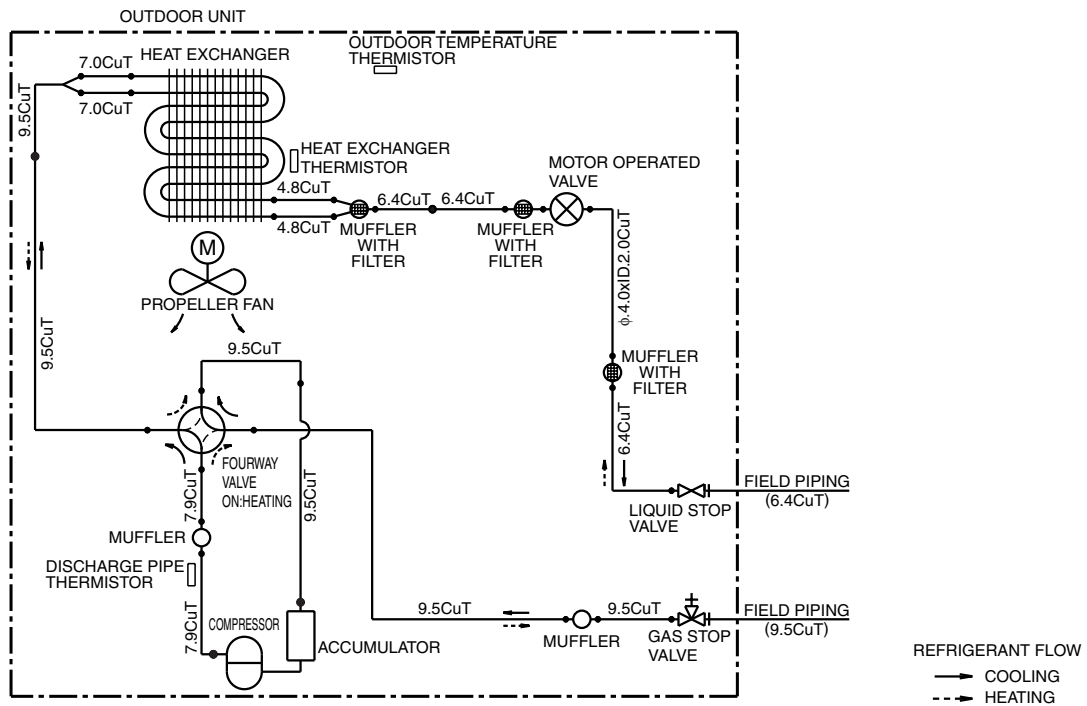 OUTDOOR UNIT
HEAT EXCHANGER
OUTDOOR TEMPERATURE
THERMISTOR
7.0CuT
7.0CuT
9.5CuT
HEAT EXCHANGER
THERMISTOR
4.8CuT
4.8CuT
6.4CuT
6.4CuT
MUFFLER
WITH
FILTER
MUFFLER
WITH
FILTER
MOTOR OPERATED
VALVE
M
PROPELLER FAN
ϕ.4.0xID.2.0CuT
MUFFLER
WITH
FILTER
9.5CuT
9.5CuT
6.4CuT
FOURWAY
VALVE
ON:HEATING
7.9CuT
9.5CuT
FIELD PIPING
(6.4CuT)
LIQUID STOP
VALVE
MUFFLER
DISCHARGE PIPE
THERMISTOR
7.9CuT
COMPRESSOR
ACCUMULATOR
9.5CuT
MUFFLER
9.5CuT
GAS STOP
VALVE
FIELD PIPING
(9.5CuT)
REFRIGERANT FLOW
COOLING
HEATING